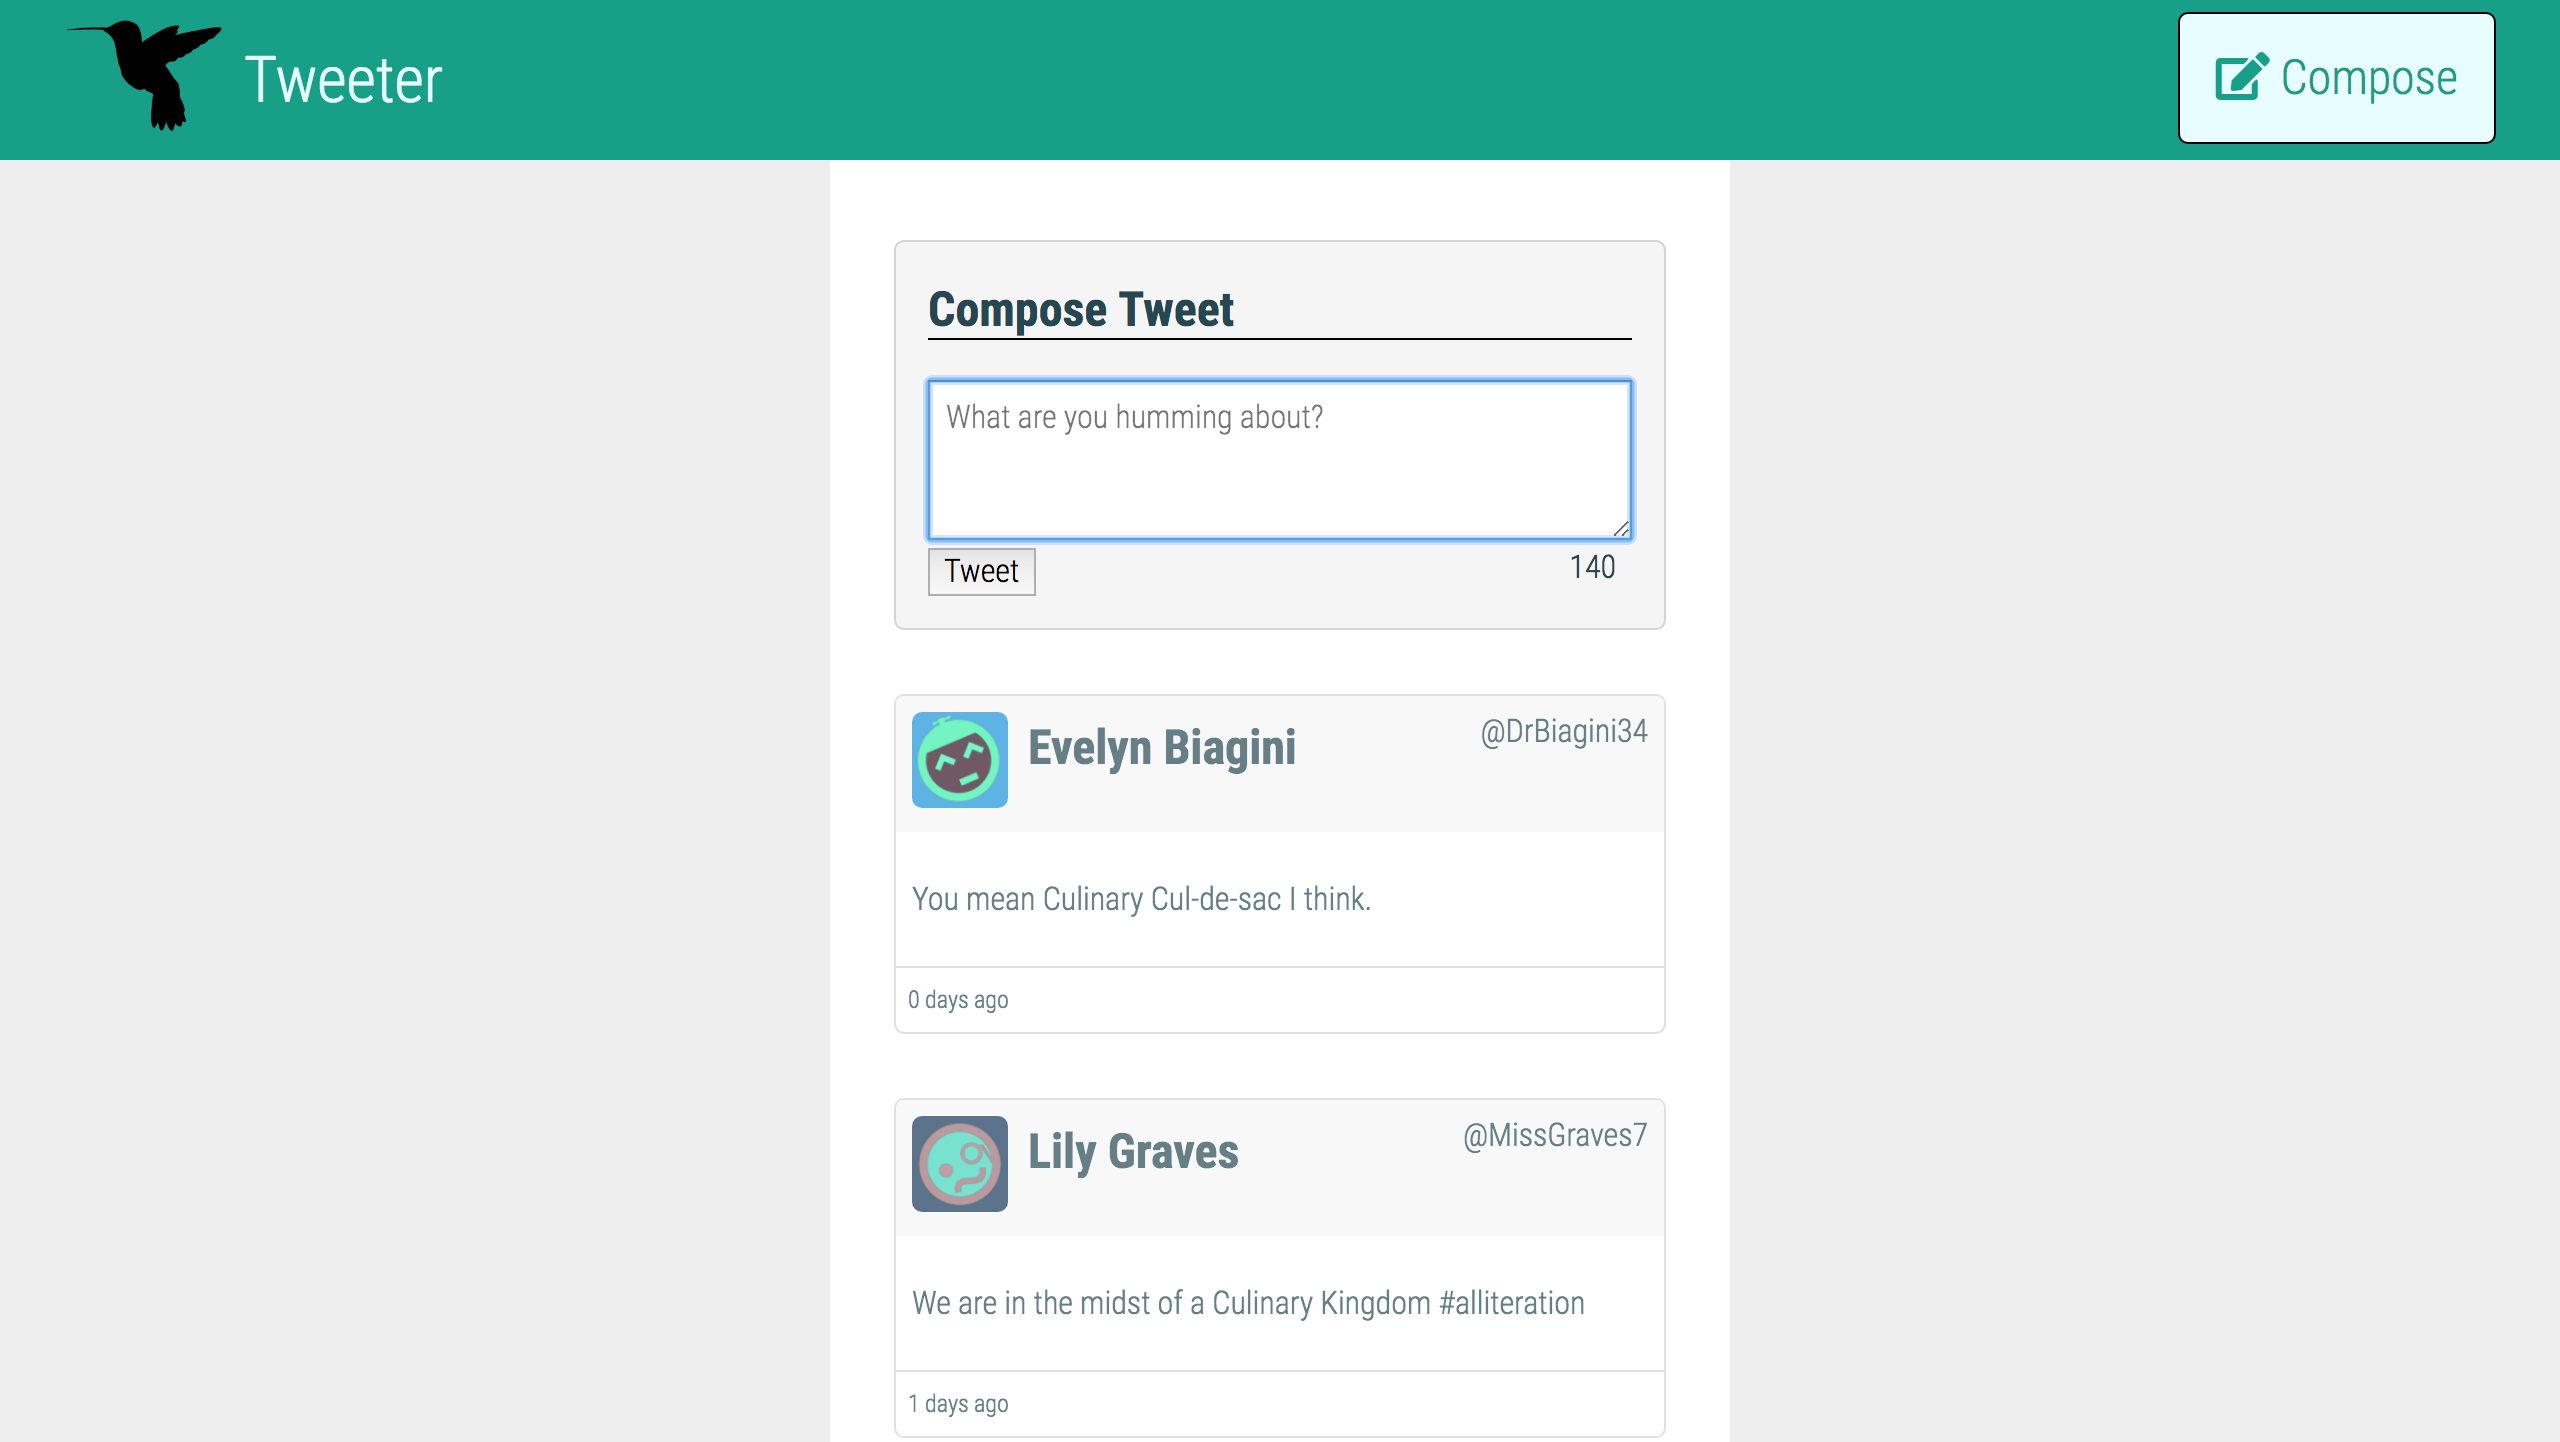 Tweeter
Compose
Compose Tweet
What are you humming about?
Tweet
140
Evelyn Biagini
@DrBiagini34
You mean Culinary Cul-de-sac I think.
0 days ago
Lily Graves
@MissGraves7
We are in the midst of a Culinary Kingdom #alliteration
1 days ago